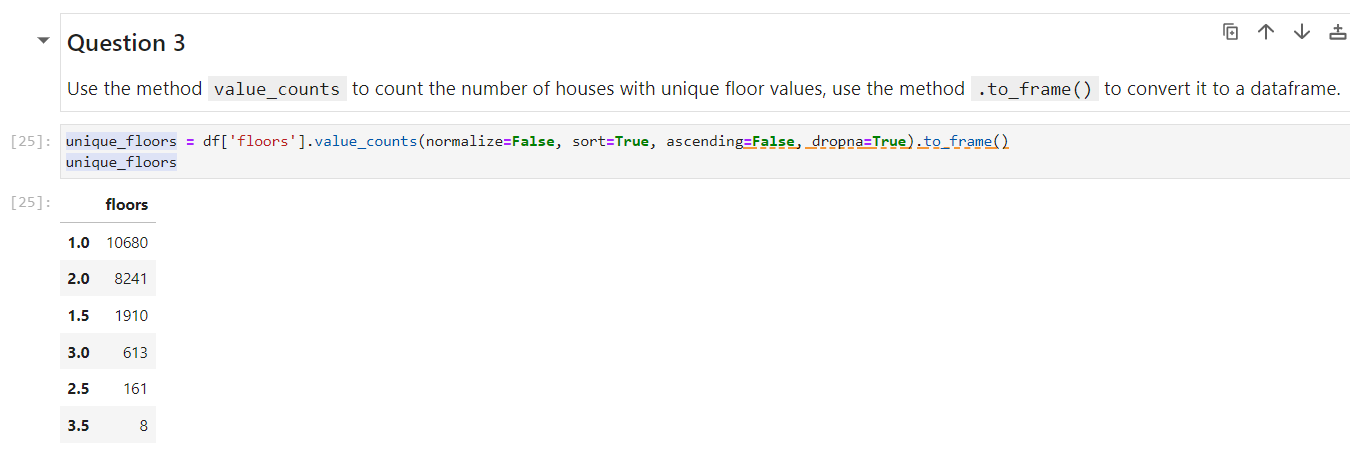 Question 3
Use the method value_counts to count the number of houses with unique floor values, use the method .to_frame() to convert it to a dataframe.
[25]: unique_floors = df['floors'].value_counts(normalize=False, sort=True, ascending=False, dropna=True).to_frame()
unique_floors
[25]:
floors
1.0 10680
2.0 8241
1.5 1910
3.0 613
2.5 161
3.5 8